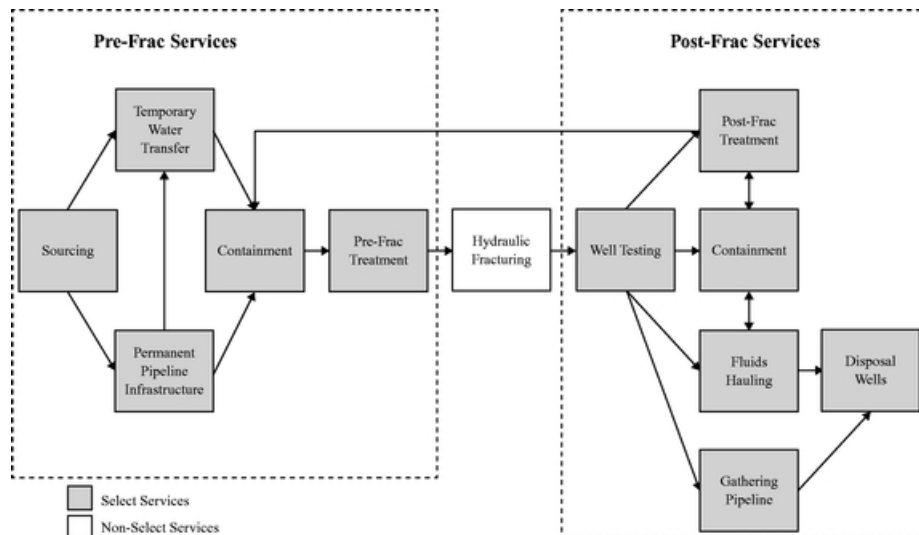 Pre-Frac Services
Post-Frac Services
Temporary
Water
Transfer
Post-Frac
Treatment
Sourcing
Containment
Pre-Frac
Treatment
Hydraulic
Fracturing
Well Testing
Containment
Permanent
Pipeline
Infrastructure
Fluids
Hauling
Disposal
Wells
Gathering
Pipeline
Select Services
Non-Select Services